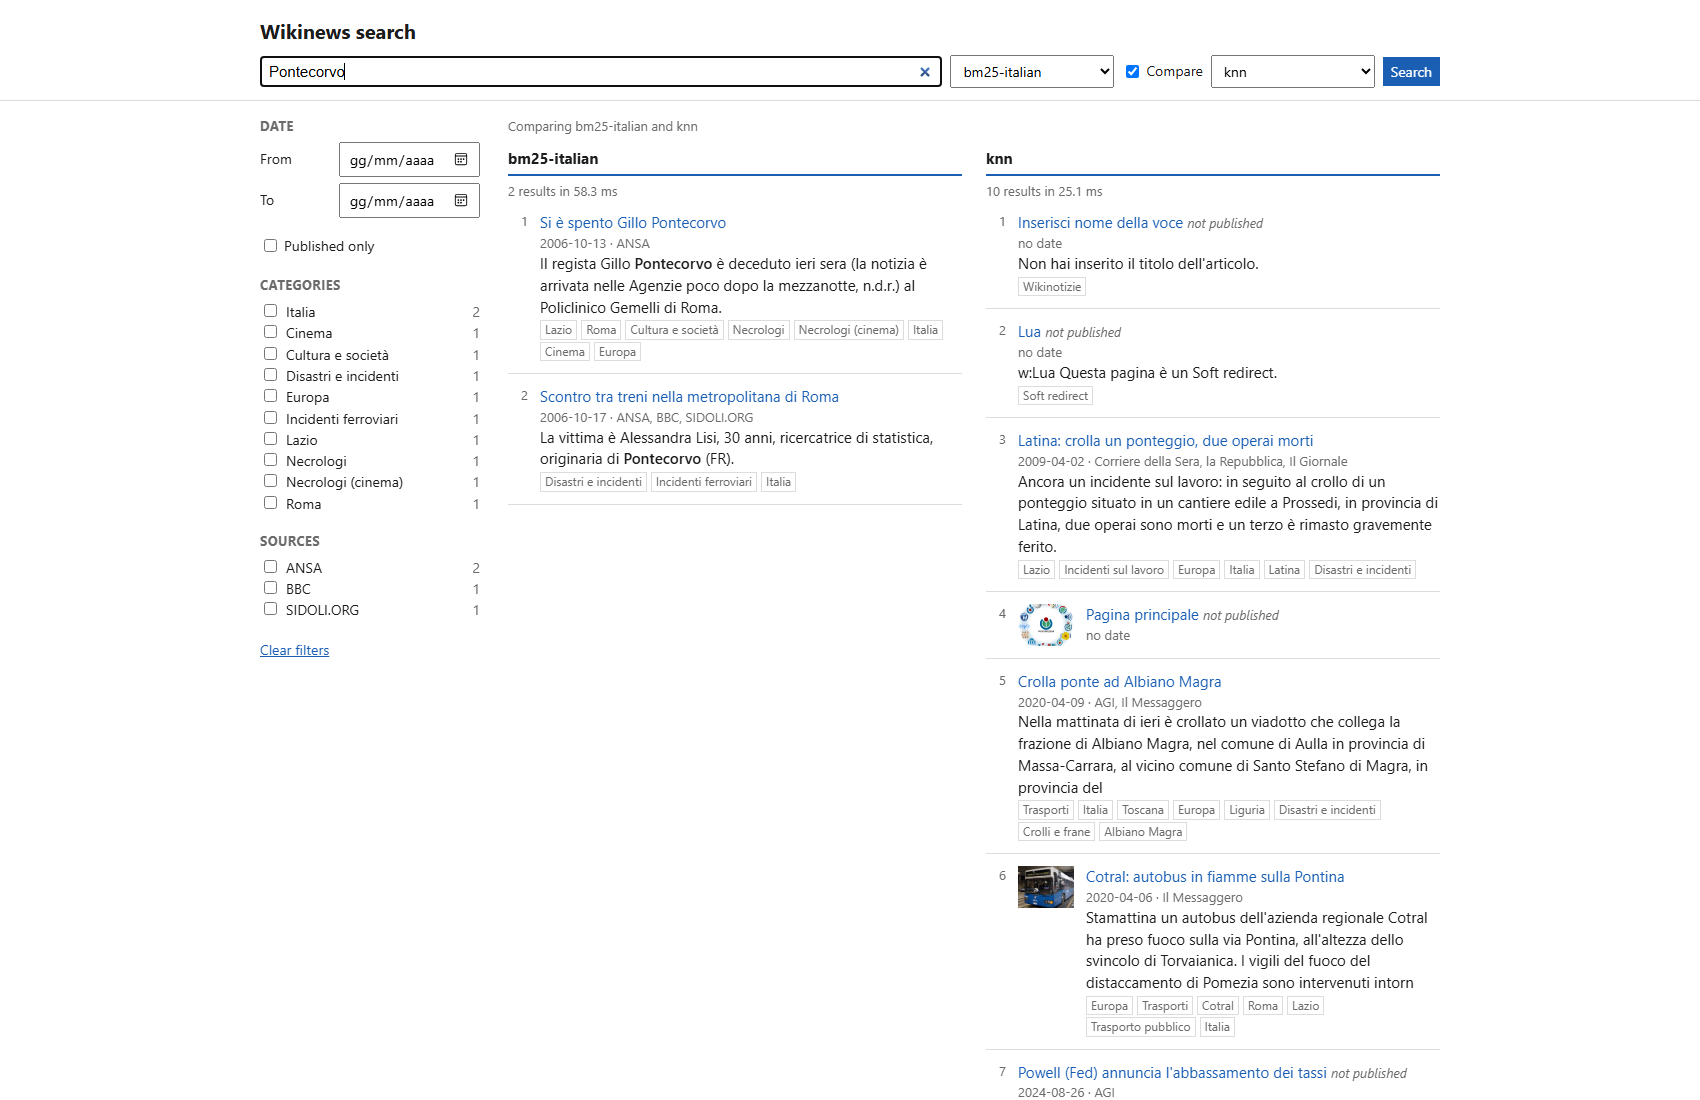 Wikinews search
Pontecorvo
bm25-italian
Compare
knn
Search
DATE
From
gg/mm/aaaa
To
gg/mm/aaaa
Published only
CATEGORIES
Italia 2
Cinema 1
Cultura e società 1
Disastri e incidenti 1
Europa 1
Incidenti ferroviari 1
Lazio 1
Necrologi 1
Necrologi (cinema) 1
Roma 1
SOURCES
ANSA 2
BBC 1
SIDOLI.ORG 1
Clear filters
Comparing bm25-italian and knn
bm25-italian
2 results in 58.3 ms
1 Si è spento Gillo Pontecorvo
2006-10-13 · ANSA
Il regista Gillo Pontecorvo è deceduto ieri sera (la notizia è
arrivata nelle Agenzie poco dopo la mezzanotte, n.d.r.) al
Policlinico Gemelli di Roma.
Lazio Roma Cultura e società Necrologi Necrologi (cinema) Italia
Cinema Europa
2 Scontro tra treni nella metropolitana di Roma
2006-10-17 · ANSA, BBC, SIDOLI.ORG
La vittima è Alessandra Lisi, 30 anni, ricercatrice di statistica,
originaria di Pontecorvo (FR).
Disastri e incidenti Incidenti ferroviari Italia
knn
10 results in 25.1 ms
1 Inserisci nome della voce not published
no date
Non hai inserito il titolo dell'articolo.
Wikinotizie
2 Lua not published
no date
w:Lua Questa pagina è un Soft redirect.
Soft redirect
3 Latina: crolla un ponteggio, due operai morti
2009-04-02 · Corriere della Sera, la Repubblica, Il Giornale
Ancora un incidente sul lavoro: in seguito al crollo di un
ponteggio situato in un cantiere edile a Prossedi, in provincia di
Latina, due operai sono morti e un terzo è rimasto gravemente
ferito.
Lazio Incidenti sul lavoro Europa Italia Latina Disastri e incidenti
4 Pagina principale not published
no date
5 Crolla ponte ad Albiano Magra
2020-04-09 · AGI, Il Messaggero
Nella mattinata di ieri è crollato un viadotto che collega la
frazione di Albiano Magra, nel comune di Aulla in provincia di
Massa-Carrara, al vicino comune di Santo Stefano di Magra, in
provincia del
Trasporti Italia Toscana Europa Liguria Disastri e incidenti
Crolli e frane Albiano Magra
6 Cotral: autobus in fiamme sulla Pontina
2020-04-06 · Il Messaggero
Stamattina un autobus dell'azienda regionale Cotral
ha preso fuoco sulla via Pontina, all'altezza dello
svincolo di Torvaianica. I vigili del fuoco del
distaccamento di Pomezia sono intervenuti intorn
Europa Trasporti Cotral Roma Lazio
Trasporto pubblico Italia
7 Powell (Fed) annuncia l'abbassamento dei tassi not published
2024-08-26 · AGI